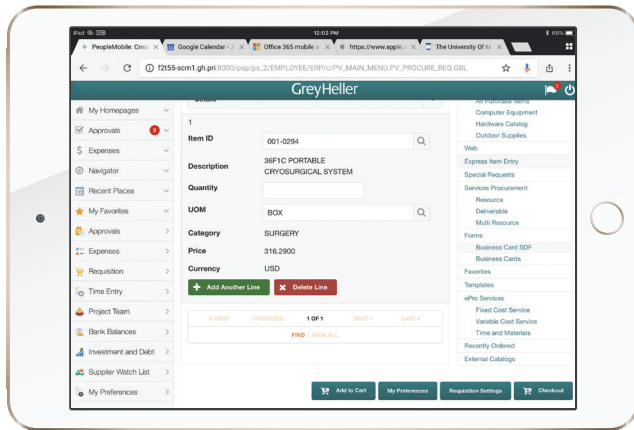 iPad
12:02 PM
66%
PeopleMobile: Creat
Google Calendar - J
Office 365 mobile s
https://www.apple.c
The University Of M
f2t55-scm1.gh.pri:8000/psp/ps_2/EMPLOYEE/ERP/c/PV_MAIN_MENU.PV_PROCURE_REQ.GBL
GreyHeller
My Homepages
Approvals 8
Expenses
Navigator
Recent Places
My Favorites
Approvals
Expenses
Requisition
Time Entry
Project Team
Bank Balances
Investment and Debt
Supplier Watch List
My Preferences
Details
1
Item ID 001-0294
Description 36F1C PORTABLE
CRYOSURGICAL SYSTEM
Quantity
UOM BOX
Category SURGERY
Price 316.2900
Currency USD
Add Another Line Delete Line
« FIRST ‹ PREVIOUS 1 OF 1 NEXT › LAST »
FIND | VIEW ALL
All Purchase Items
Computer Equipment
Hardware Catalog
Outdoor Supplies
Web
Express Item Entry
Special Requests
Services Procurement
Resource
Deliverable
Multi Resource
Forms
Business Card SDF
Business Cards
Favorites
Templates
ePro Services
Fixed Cost Service
Variable Cost Service
Time and Materials
Recently Ordered
External Catalogs
Add to Cart My Preferences Requisition Settings Checkout